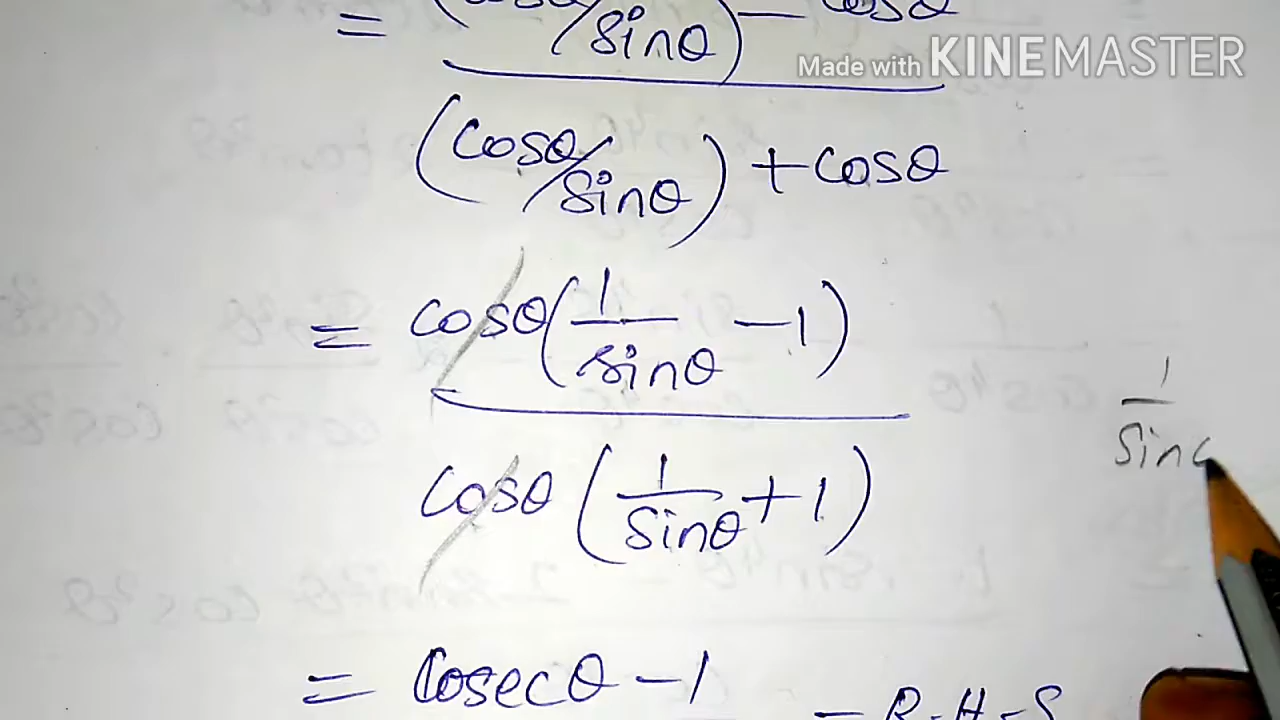 = (cosθ/sinθ) - cosθ
Made with KINEMASTER
(cosθ/sinθ) + cosθ
= cosθ(1/sinθ - 1)
1/sin
cosθ(1/sinθ + 1)
= Cosecθ - 1 = R.H.S